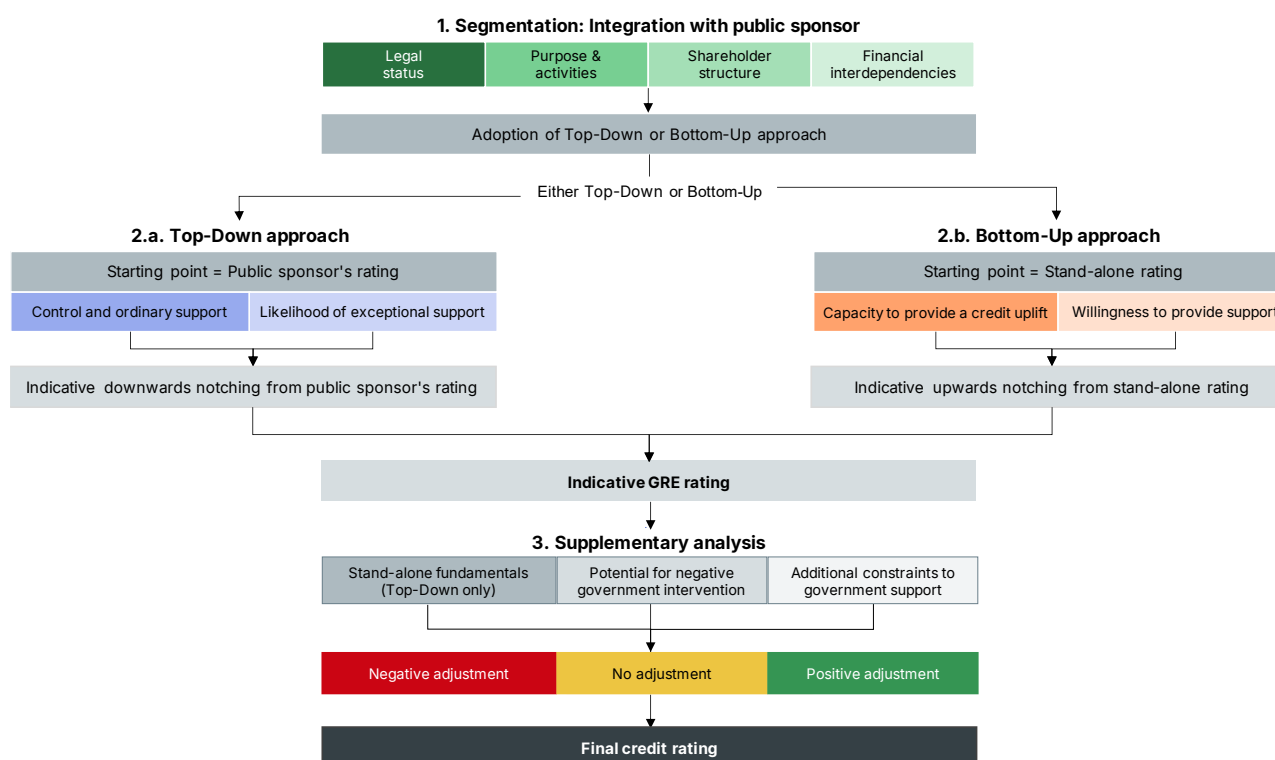 1. Segmentation: Integration with public sponsor
Legal
status
Purpose &
activities
Shareholder
structure
Financial
interdependencies
Adoption of Top-Down or Bottom-Up approach
Either Top-Down or Bottom-Up
2.a. Top-Down approach
Starting point = Public sponsor's rating
Control and ordinary support
Likelihood of exceptional support
Indicative downwards notching from public sponsor's rating
2.b. Bottom-Up approach
Starting point = Stand-alone rating
Capacity to provide a credit uplift
Willingness to provide support
Indicative upwards notching from stand-alone rating
Indicative GRE rating
3. Supplementary analysis
Stand-alone fundamentals
(Top-Down only)
Potential for negative
government intervention
Additional constraints to
government support
Negative adjustment
No adjustment
Positive adjustment
Final credit rating